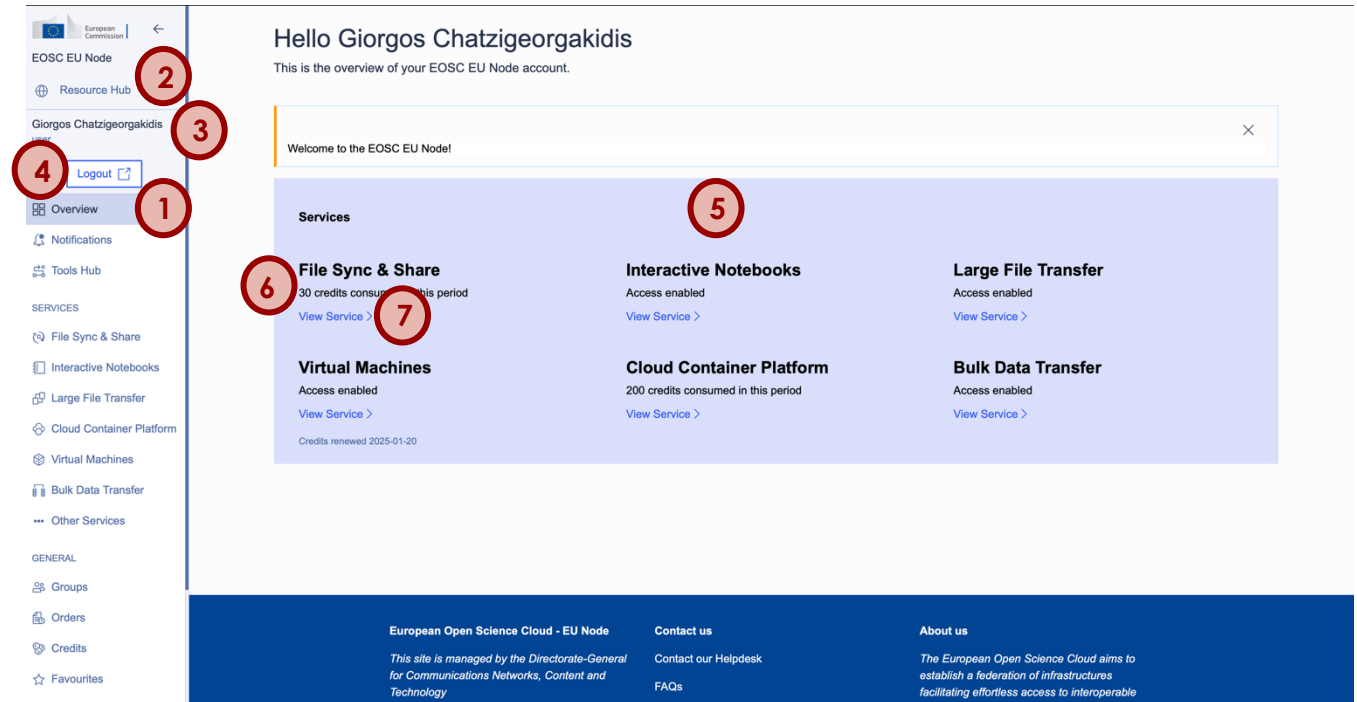 European
Commission
EOSC EU Node
Resource Hub
2
Giorgos Chatzigeorgakidis
3
user
4
Logout
Overview
1
Notifications
Tools Hub
SERVICES
File Sync & Share
Interactive Notebooks
Large File Transfer
Cloud Container Platform
Virtual Machines
Bulk Data Transfer
Other Services
GENERAL
Groups
Orders
Credits
Favourites
Hello Giorgos Chatzigeorgakidis
This is the overview of your EOSC EU Node account.
Welcome to the EOSC EU Node!
Services
5
File Sync & Share
6
30 credits consu this period
View Service
7
Interactive Notebooks
Access enabled
View Service
Large File Transfer
Access enabled
View Service
Virtual Machines
Access enabled
View Service
Credits renewed 2025-01-20
Cloud Container Platform
200 credits consumed in this period
View Service
Bulk Data Transfer
Access enabled
View Service
European Open Science Cloud - EU Node
This site is managed by the Directorate-General
for Communications Networks, Content and
Technology
Contact us
Contact our Helpdesk
FAQs
About us
The European Open Science Cloud aims to
establish a federation of infrastructures
facilitating effortless access to interoperable